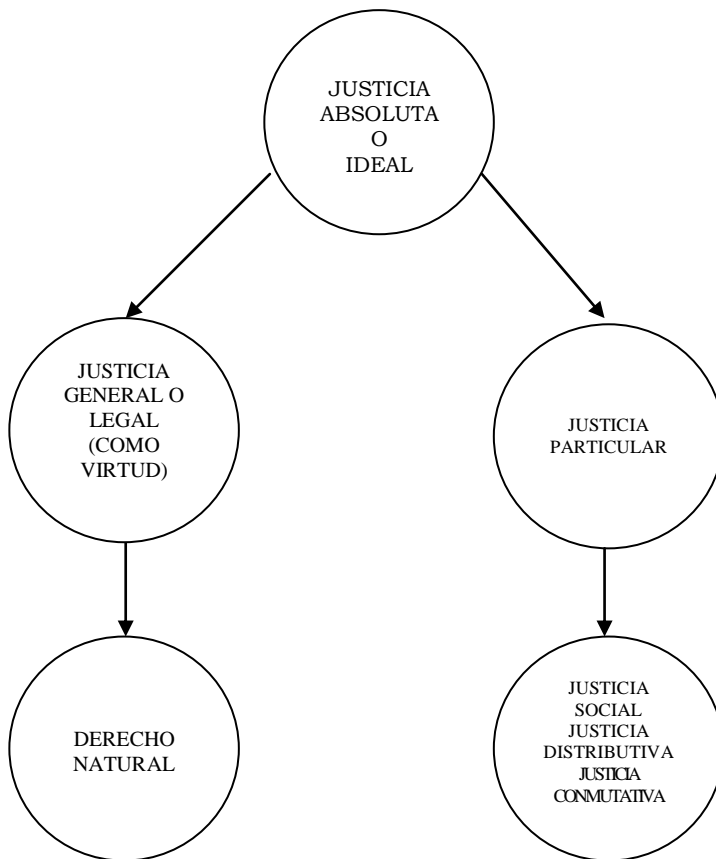 JUSTICIA
ABSOLUTA
O
IDEAL
JUSTICIA
GENERAL O
LEGAL
(COMO
VIRTUD)
JUSTICIA
PARTICULAR
DERECHO
NATURAL
JUSTICIA
SOCIAL
JUSTICIA
DISTRIBUTIVA
JUSTICIA
CONMUTATIVA